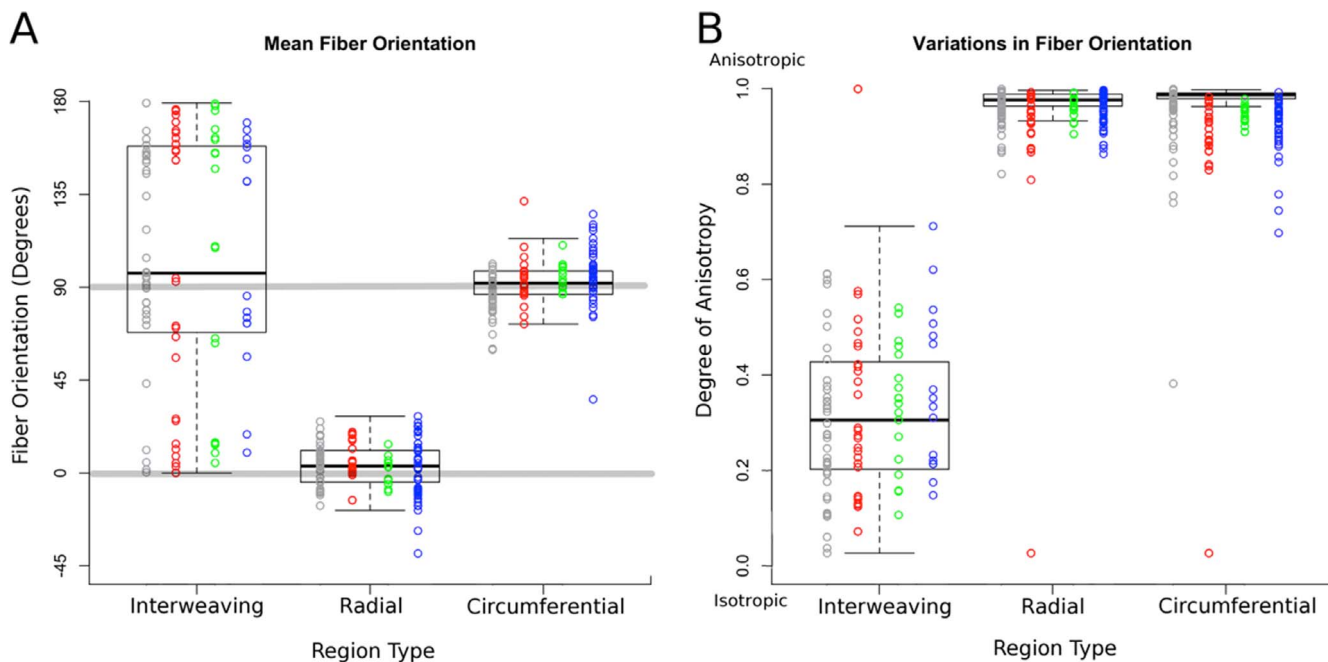 A
Mean Fiber Orientation
Fiber Orientation (Degrees)
180
135
90
45
0
-45
Interweaving Radial Circumferential
Region Type
B
Variations in Fiber Orientation
Anisotropic
Degree of Anisotropy
1.0
0.8
0.6
0.4
0.2
0.0
Isotropic
Interweaving Radial Circumferential
Region Type